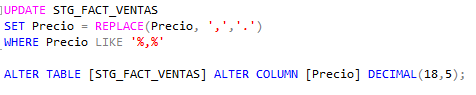 UPDATE STG_FACT_VENTAS
SET Precio = REPLACE(Precio, ',','.')
WHERE Precio LIKE '%,%'
ALTER TABLE [STG_FACT_VENTAS] ALTER COLUMN [Precio] DECIMAL(18,5);